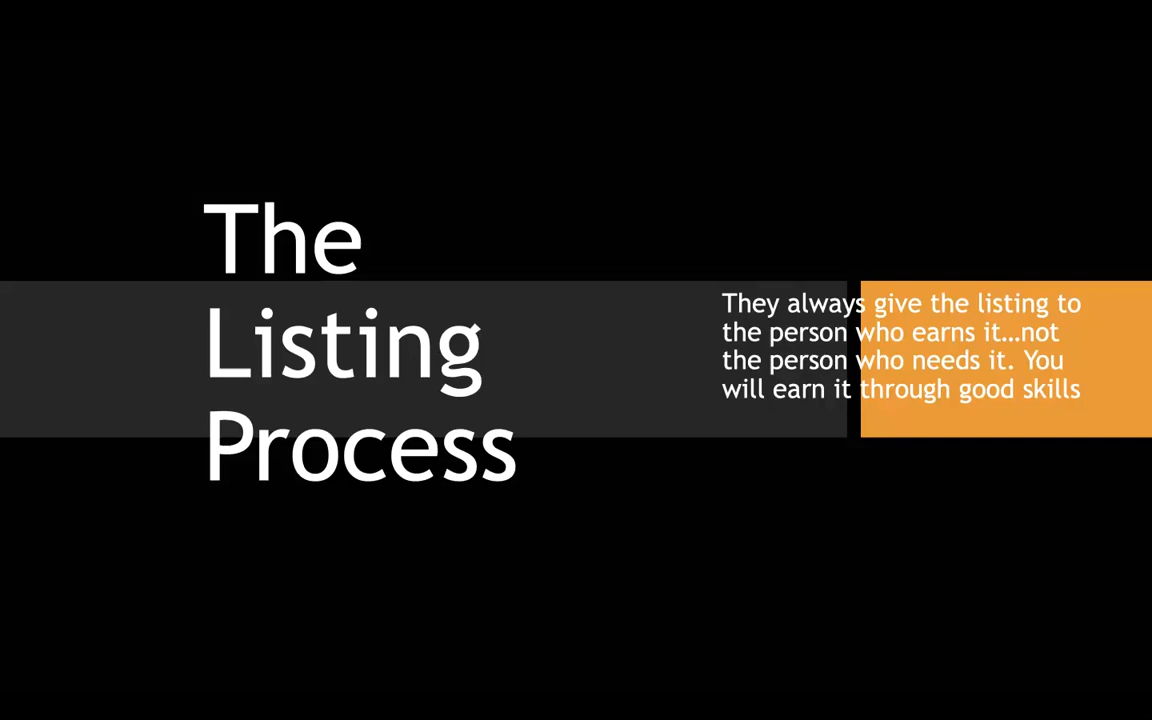 The
Listing
Process
They always give the listing to
the person who earns it…not
the person who needs it. You
will earn it through good skills